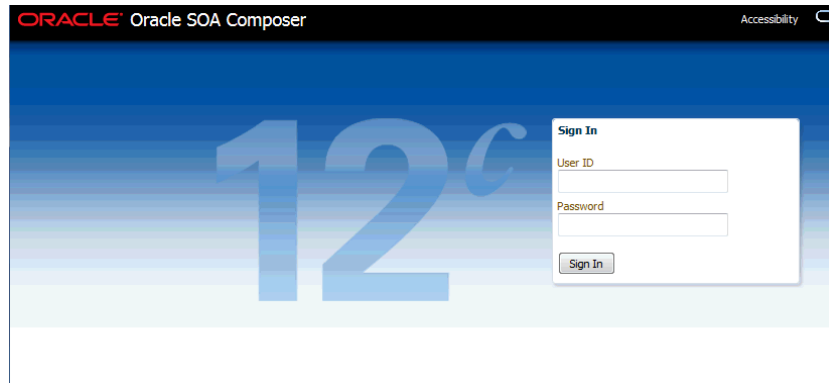 ORACLE Oracle SOA Composer
Accessibility
12c
Sign In
User ID
Password
Sign In